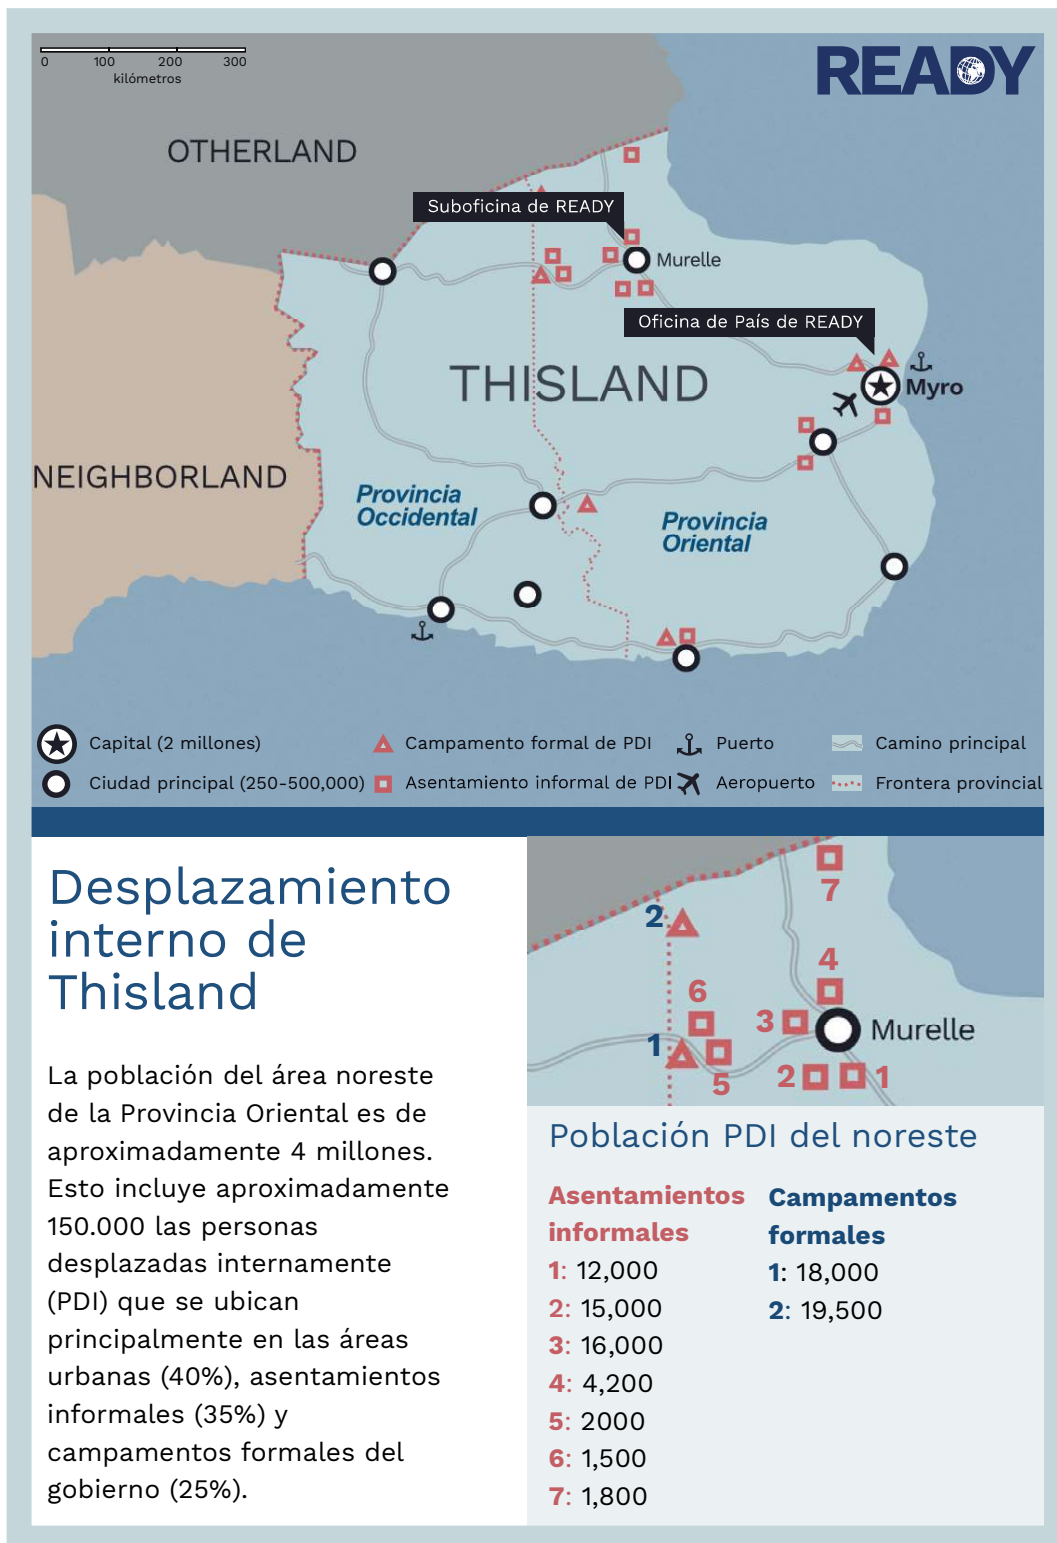 0 100 200 300
kilómetros
READY
OTHERLAND
Suboficina de READY
Murelle
Oficina de País de READY
THISLAND
Myro
NEIGHBORLAND
Provincia
Occidental
Provincia
Oriental
Capital (2 millones)
Campamento formal de PDI
Puerto
Camino principal
Ciudad principal (250-500,000)
Asentamiento informal de PDI
Aeropuerto
Frontera provincial
Desplazamiento
interno de
Thisland
La población del área noreste
de la Provincia Oriental es de
aproximadamente 4 millones.
Esto incluye aproximadamente
150.000 las personas
desplazadas internamente
(PDI) que se ubican
principalmente en las áreas
urbanas (40%), asentamientos
informales (35%) y
campamentos formales del
gobierno (25%).
7
2
4
6
3
Murelle
1
5
2
1
Población PDI del noreste
Asentamientos
informales
1: 12,000
2: 15,000
3: 16,000
4: 4,200
5: 2000
6: 1,500
7: 1,800
Campamentos
formales
1: 18,000
2: 19,500